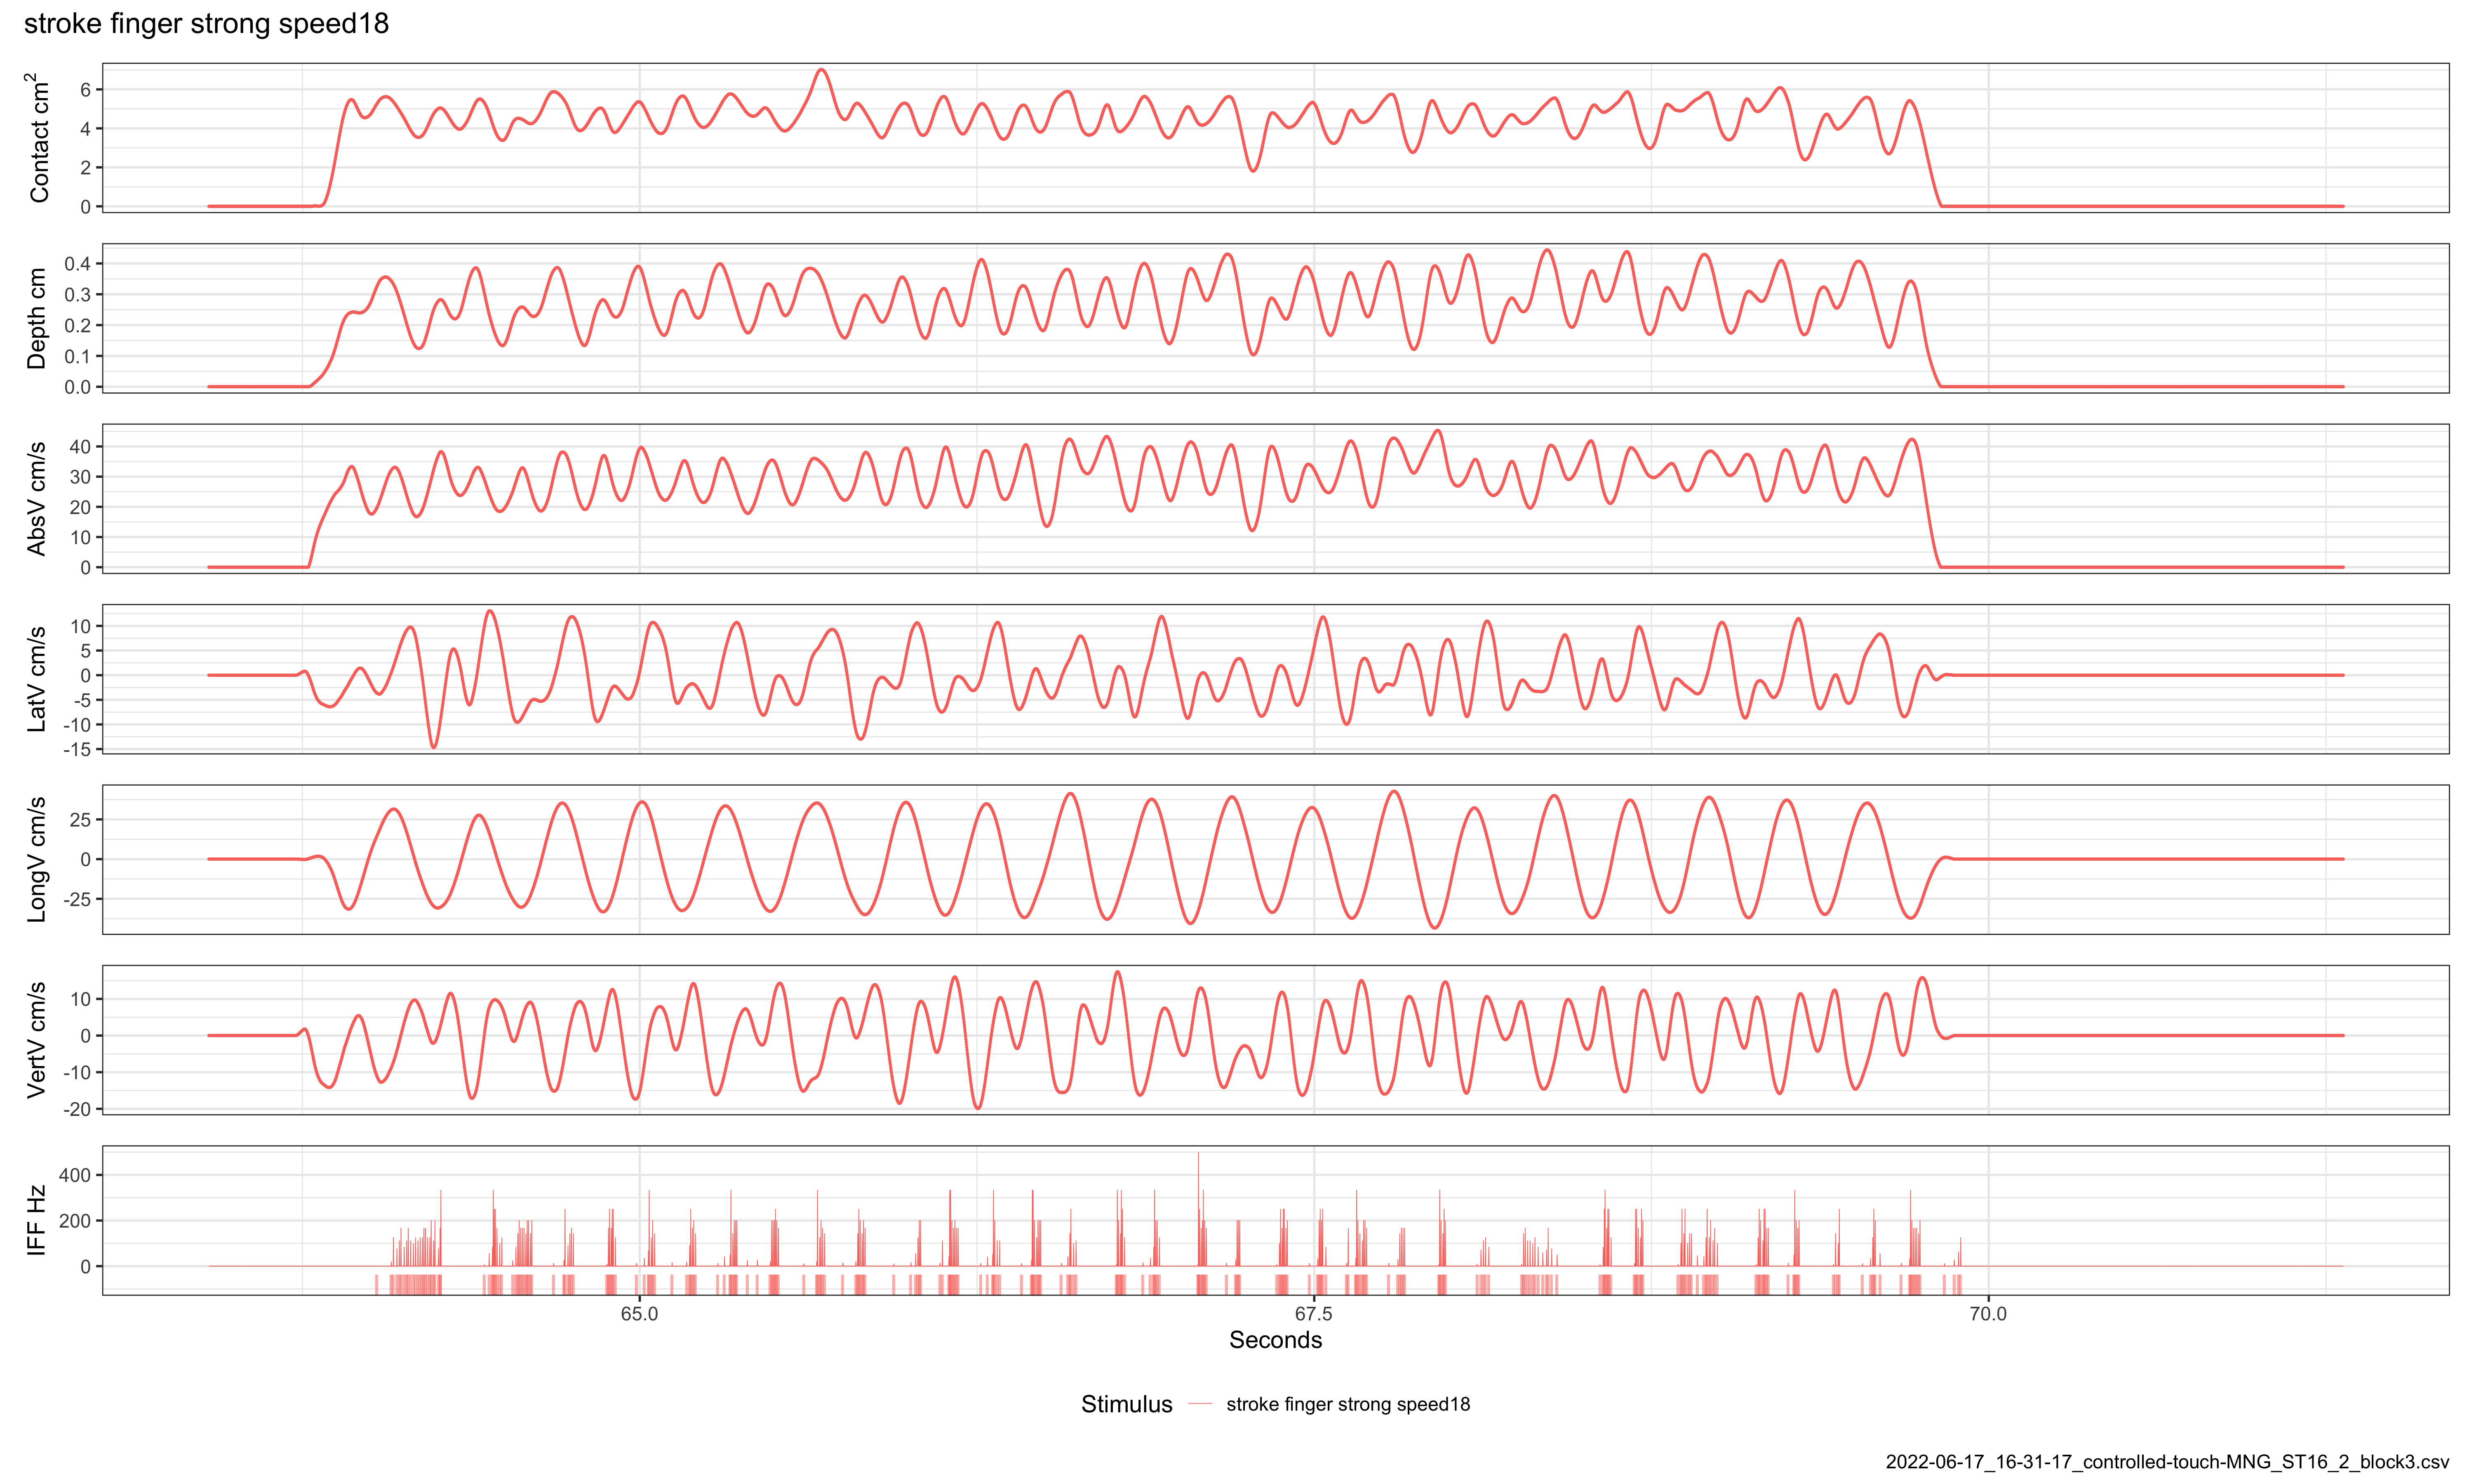 stroke finger strong speed18
Contact cm²
6
4
2
0
Depth cm
0.4
0.3
0.2
0.1
0.0
AbsV cm/s
40
30
20
10
0
LatV cm/s
10
5
0
-5
-10
-15
LongV cm/s
25
0
-25
VertV cm/s
10
0
-10
-20
IFF Hz
400
200
0
65.0 67.5 70.0
Seconds
Stimulus stroke finger strong speed18
2022-06-17_16-31-17_controlled-touch-MNG_ST16_2_block3.csv